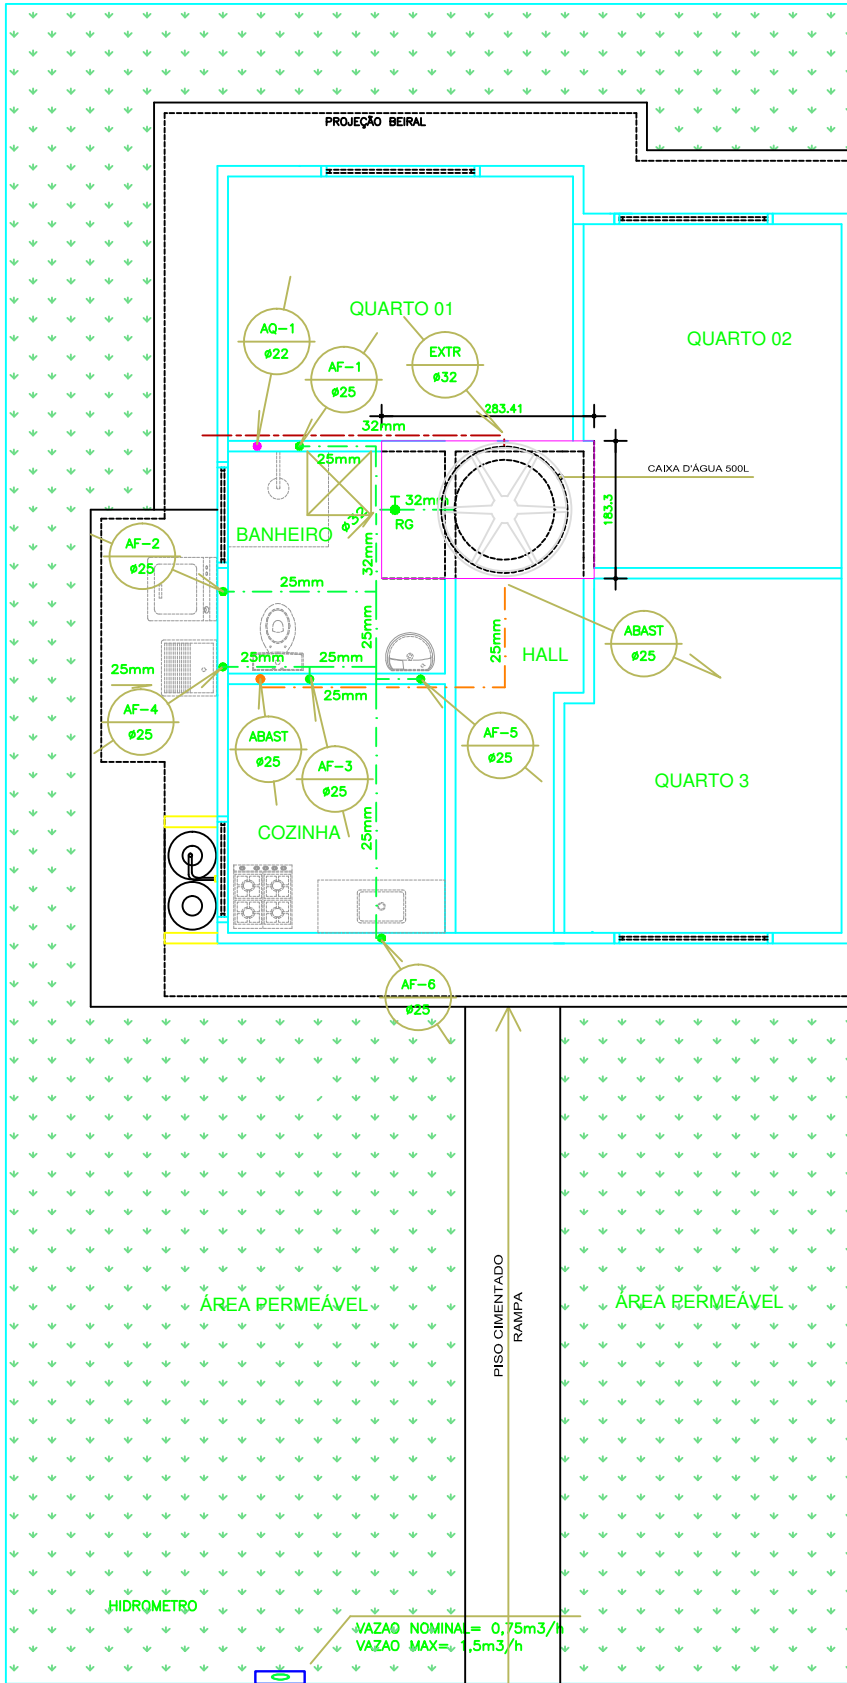 PROJEÇÃO BEIRAL
QUARTO 01
QUARTO 02
AQ-1
ø22
AF-1
ø25
EXTR
ø32
283.41
32mm
25mm
CAIXA D'ÁGUA 500L
183.3
32mm
RG
ø32
BANHEIRO
32mm
AF-2
ø25
25mm
25mm
25mm
HALL
ABAST
ø25
25mm
25mm
25mm
25mm
AF-4
ø25
ABAST
ø25
AF-3
ø25
AF-5
ø25
QUARTO 3
COZINHA
25mm
AF-6
ø25
ÁREA PERMEÁVEL
ÁREA PERMEÁVEL
PISO CIMENTADO
RAMPA
HIDROMETRO
VAZAO NOMINAL= 0,75m3/h
VAZAO MAX= 1,5m3/h